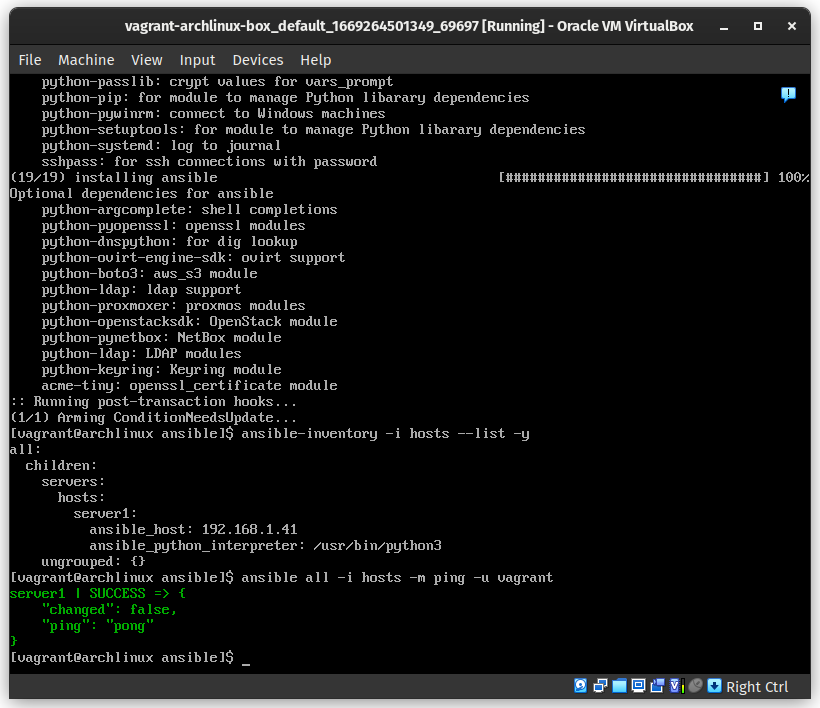 vagrant-archlinux-box_default_1669264501349_69697 [Running] - Oracle VM VirtualBox
File Machine View Input Devices Help
    python-passlib: crypt values for vars_prompt
    python-pip: for module to manage Python libarary dependencies
    python-pywinrm: connect to Windows machines
    python-setuptools: for module to manage Python libarary dependencies
    python-systemd: log to journal
    sshpass: for ssh connections with password
(19/19) installing ansible [################################] 100%
Optional dependencies for ansible
    python-argcomplete: shell completions
    python-pyopenssl: openssl modules
    python-dnspython: for dig lookup
    python-ovirt-engine-sdk: ovirt support
    python-boto3: aws_s3 module
    python-ldap: ldap support
    python-proxmoxer: proxmos modules
    python-openstacksdk: OpenStack module
    python-pynetbox: NetBox module
    python-ldap: LDAP modules
    python-keyring: Keyring module
    acme-tiny: openssl_certificate module
:: Running post-transaction hooks...
(1/1) Arming ConditionNeedsUpdate...
[vagrant@archlinux ansible]$ ansible-inventory -i hosts --list -y
all:
  children:
    servers:
      hosts:
        server1:
          ansible_host: 192.168.1.41
          ansible_python_interpreter: /usr/bin/python3
    ungrouped: {}
[vagrant@archlinux ansible]$ ansible all -i hosts -m ping -u vagrant
server1 | SUCCESS => {
    "changed": false,
    "ping": "pong"
}
[vagrant@archlinux ansible]$ _
Right Ctrl